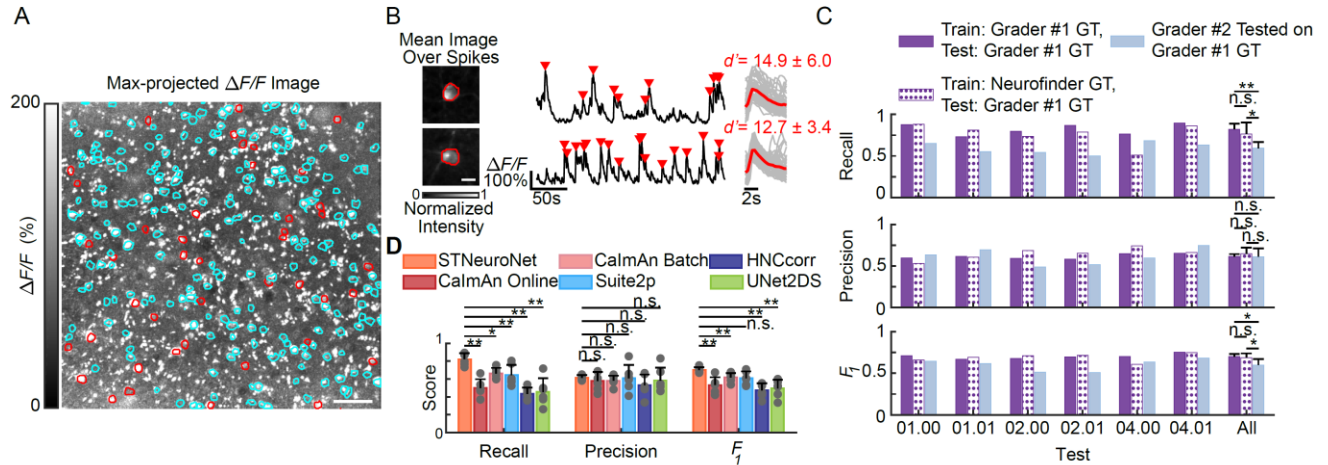 A
Max-projected ΔF/F Image
200
ΔF/F (%)
0
B
Mean Image
Over Spikes
d' = 14.9 ± 6.0
d' = 12.7 ± 3.4
ΔF/F
100%
50s
2s
0 1
Normalized
Intensity
C
Train: Grader #1 GT,
Test: Grader #1 GT
Grader #2 Tested on
Grader #1 GT
Train: Neurofinder GT,
Test: Grader #1 GT
Recall
1
0.5
0
**
n.s.
*
Precision
1
0.5
0
n.s.
n.s.
n.s.
F1
1
0.5
0
*
n.s.
*
01.00 01.01 02.00 02.01 04.00 04.01 All
Test
D
STNeuroNet CaImAn Batch HNCcorr
CaImAn Online Suite2p UNet2DS
Score
1
0
**
**
*
**
**
n.s.
n.s.
n.s.
n.s.
n.s.
**
**
n.s.
**
**
Recall Precision F1